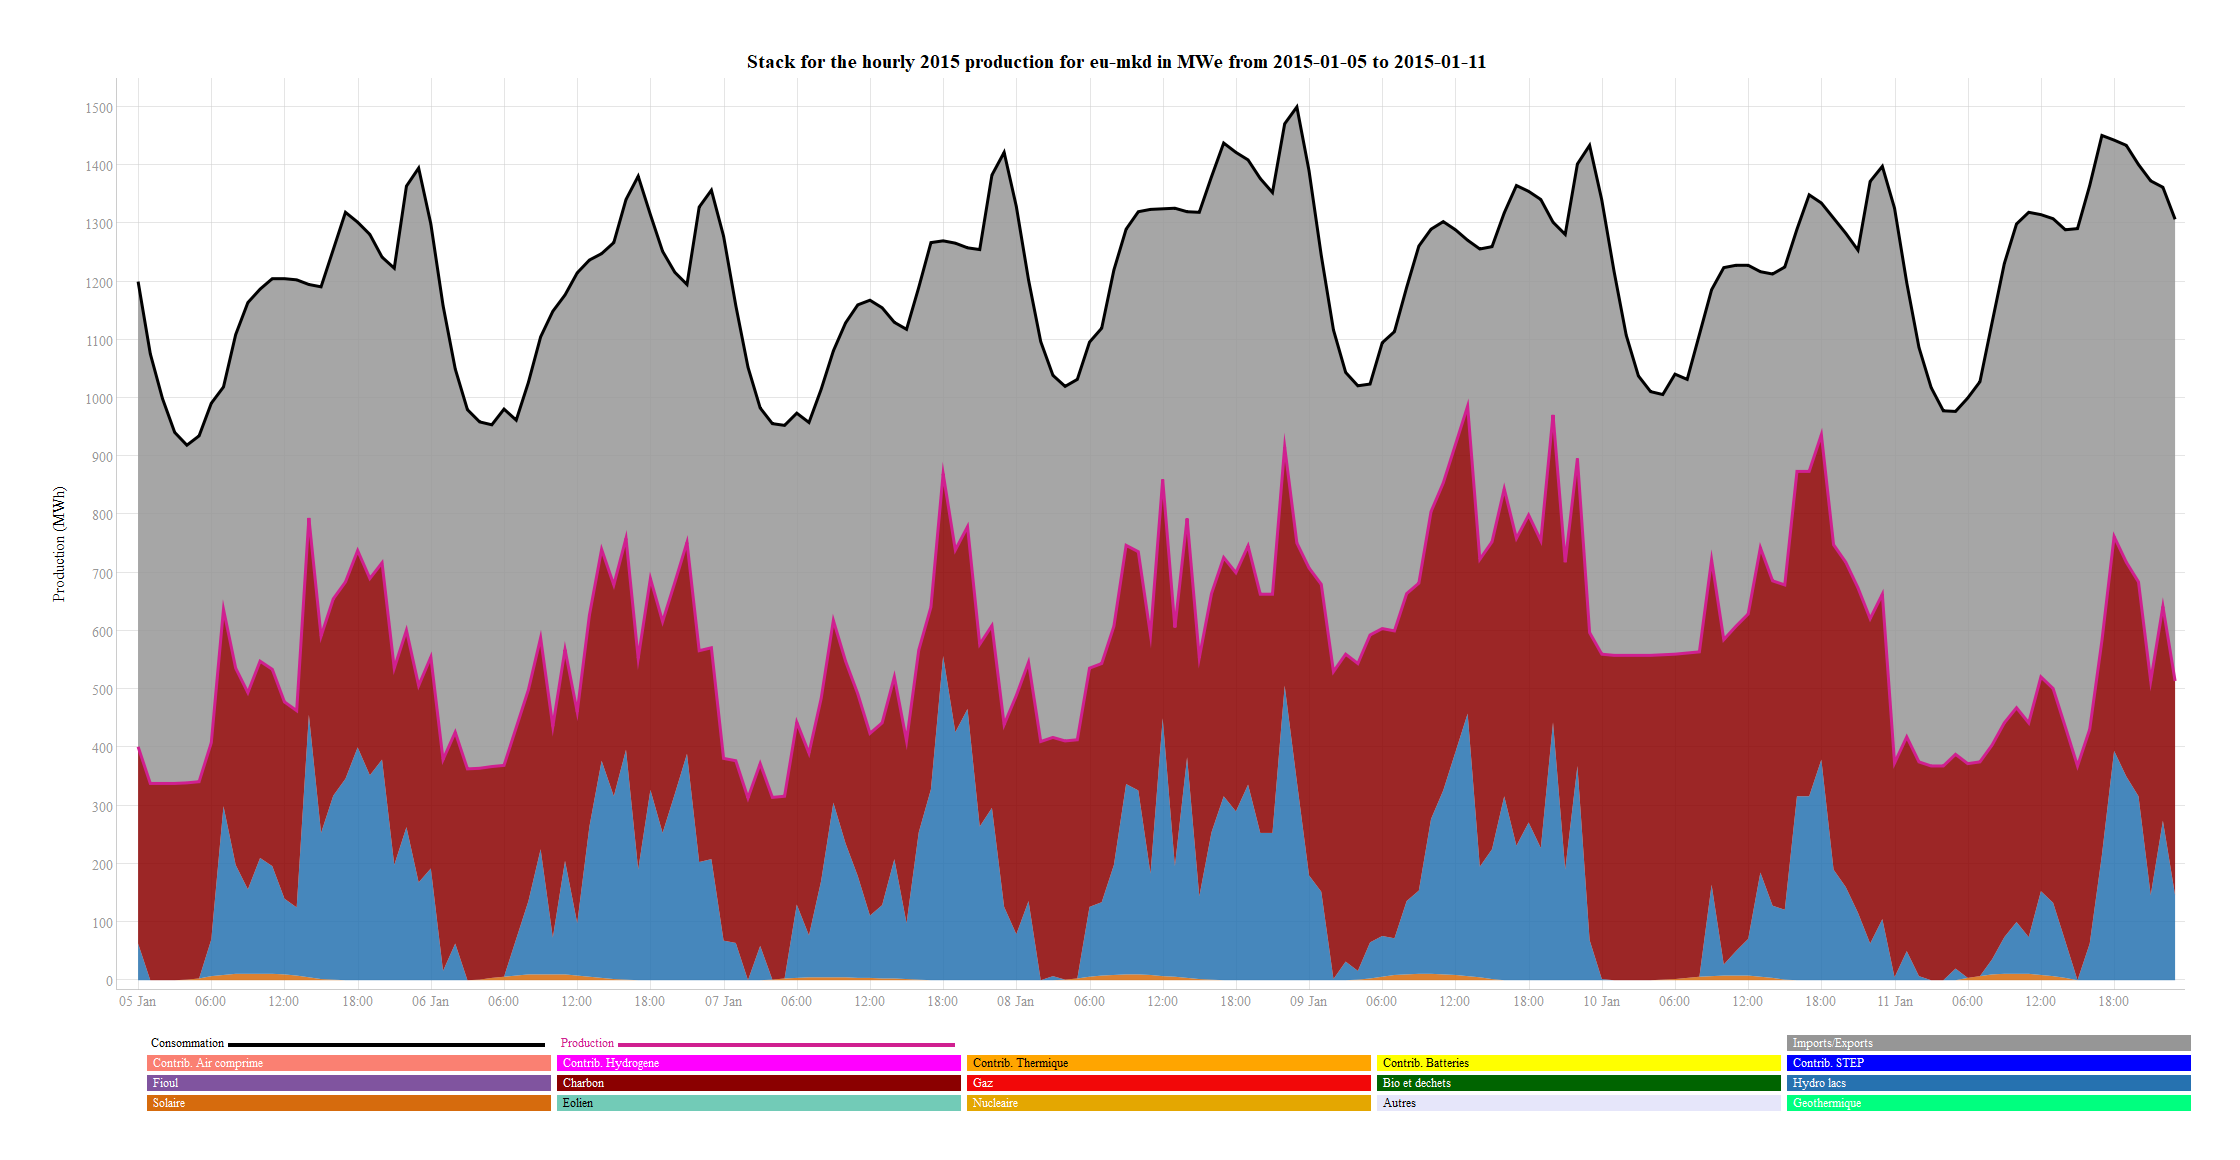 Stack for the hourly 2015 production for eu-mkd in MWe from 2015-01-05 to 2015-01-11
1500
1400
1300
1200
1100
1000
900
800
700
600
500
400
300
200
100
0
Production (MWh)
05 Jan 06:00 12:00 18:00 06 Jan 06:00 12:00 18:00 07 Jan 06:00 12:00 18:00 08 Jan 06:00 12:00 18:00 09 Jan 06:00 12:00 18:00 10 Jan 06:00 12:00 18:00 11 Jan 06:00 12:00 18:00
Consommation Production Imports/Exports
Contrib. Air comprime Contrib. Hydrogene Contrib. Thermique Contrib. Batteries Contrib. STEP
Fioul Charbon Gaz Bio et dechets Hydro lacs
Solaire Eolien Nucleaire Autres Geothermique